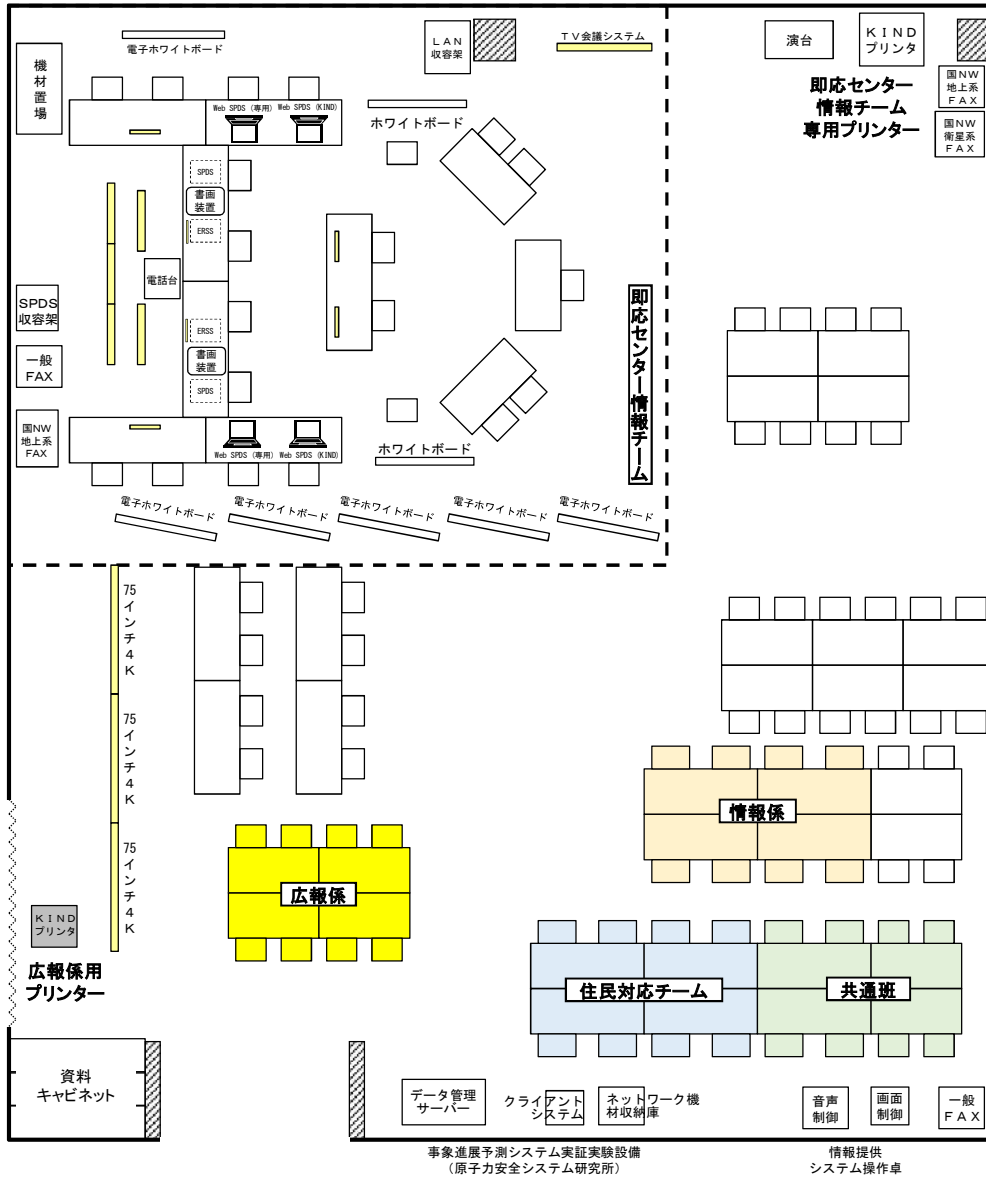 電子ホワイトボード
LAN
収容架
TV会議システム
演台
KIND
プリンタ
機材置場
即応センター
情報チーム
専用プリンター
国NW
地上系
FAX
国NW
衛星系
FAX
Web SPDS (専用) Web SPDS (KIND)
ホワイトボード
SPDS
書画
装置
ERSS
電話台
SPDS
収容架
ERSS
書画
装置
SPDS
一般
FAX
即応センター情報チーム
国NW
地上系
FAX
Web SPDS (専用) Web SPDS (KIND)
ホワイトボード
電子ホワイトボード
電子ホワイトボード
電子ホワイトボード
電子ホワイトボード
電子ホワイトボード
75インチ4K
75インチ4K
75インチ4K
情報係
広報係
KIND
プリンタ
広報係用
プリンター
住民対応チーム
共通班
資料
キャビネット
データ管理
サーバー
クライアント
システム
ネットワーク機
材収納庫
音声
制御
画面
制御
一般
FAX
事象進展予測システム実証実験設備
(原子力安全システム研究所)
情報提供
システム操作卓